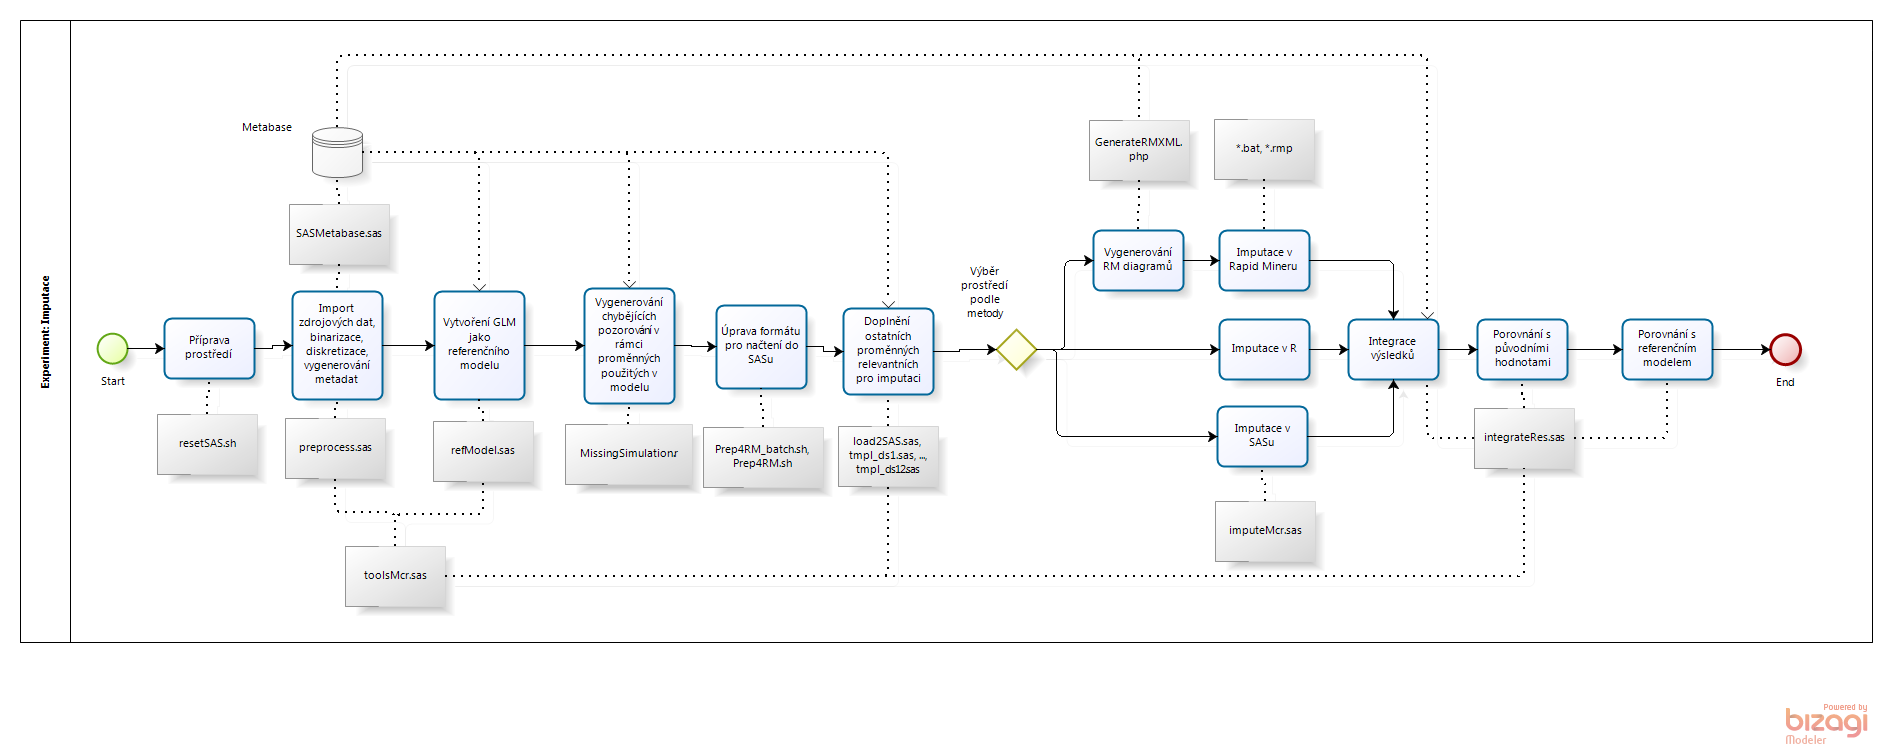 Experiment: Imputace
Metabase
SASMetabase.sas
GenerateRMXML.
php
*.bat, *.rmp
Start
Příprava
prostředí
Import
zdrojových dat,
binarizace,
diskretizace,
vygenerování
metadat
Vytvoření GLM
jako
referenčního
modelu
Vygenerování
chybějících
pozorování v
rámci
proměnných
použitých v
modelu
Úprava formátu
pro načtení do
SASu
Doplnění
ostatních
proměnných
relevantních
pro imputaci
Výběr
prostředí
podle
metody
Vygenerování
RM diagramů
Imputace v
Rapid Mineru
Imputace v R
Imputace v
SASu
Integrace
výsledků
Porovnání s
původními
hodnotami
Porovnání s
referenčním
modelem
End
resetSAS.sh
preprocess.sas
refModel.sas
MissingSimulation.r
Prep4RM_batch.sh,
Prep4RM.sh
load2SAS.sas,
tmpl_ds1.sas, ...,
tmpl_ds12.sas
integrateRes.sas
imputeMcr.sas
toolsMcr.sas
Powered by
bizagi
Modeler